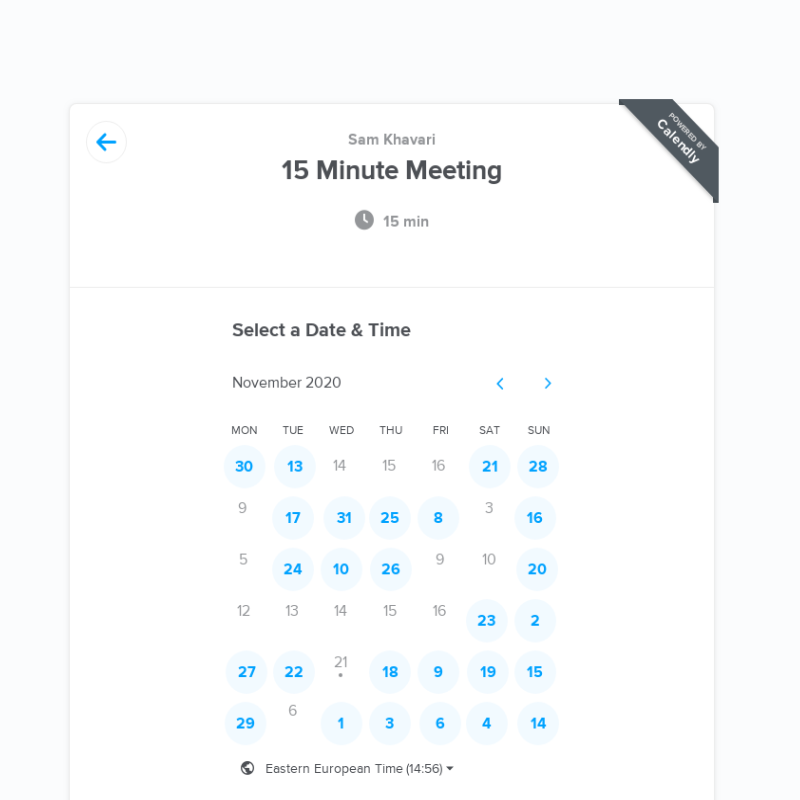 POWERED BY
Calendly
Sam Khavari
15 Minute Meeting
15 min
Select a Date & Time
November 2020
MON TUE WED THU FRI SAT SUN
30 13 14 15 16 21 28
9 17 31 25 8 3 16
5 24 10 26 9 10 20
12 13 14 15 16 23 2
27 22 21 18 9 19 15
29 6 1 3 6 4 14
Eastern European Time (14:56)